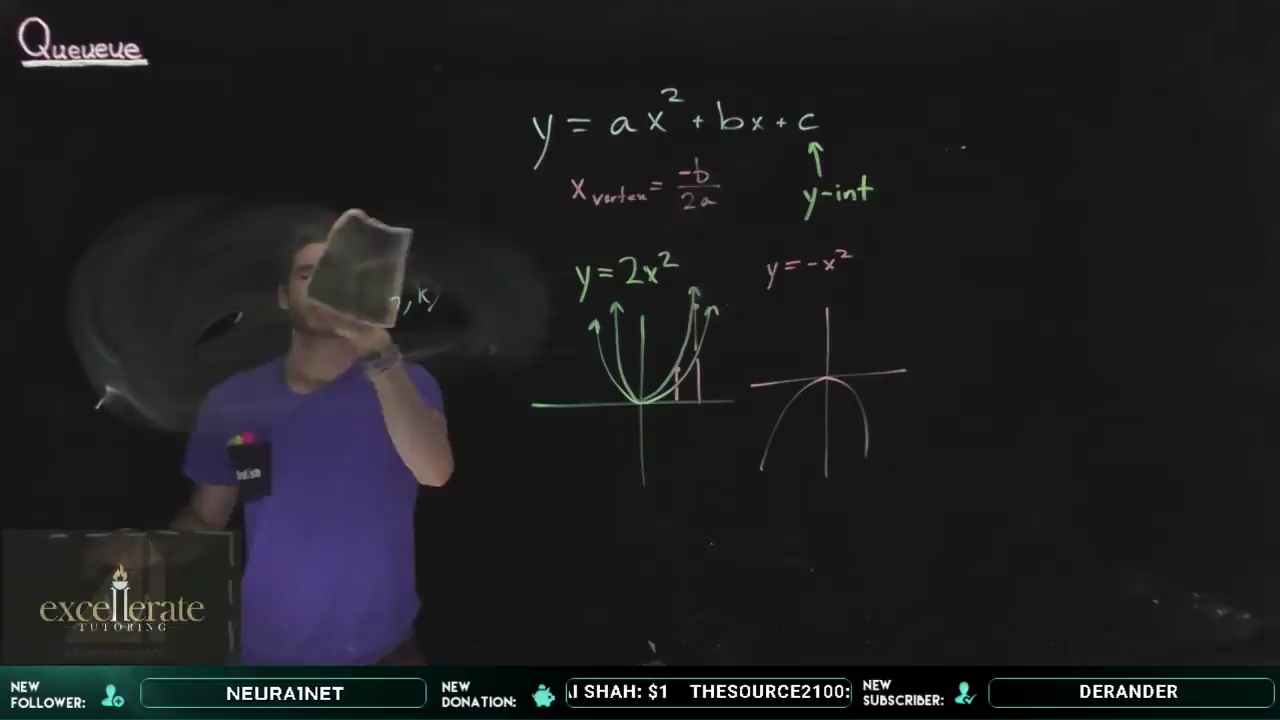 Queueue
y = ax² + bx + c
x vertex = -b/2a
y-int
, k)
y = 2x²
y = -x²
excellerate
TUTORING
NEW FOLLOWER:
NEURA1NET
NEW DONATION:
AI SHAH: $1 THESOURCE2100:
NEW SUBSCRIBER:
DERANDER